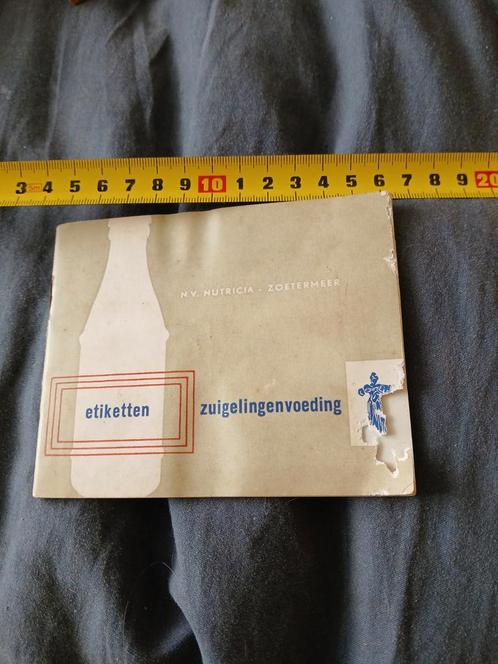 3 4 5 6 7 8 9 10 1 2 3 4 5 6 7 8 9 20
N.V. NUTRICIA - ZOETERMEER
etiketten zuigelingenvoeding